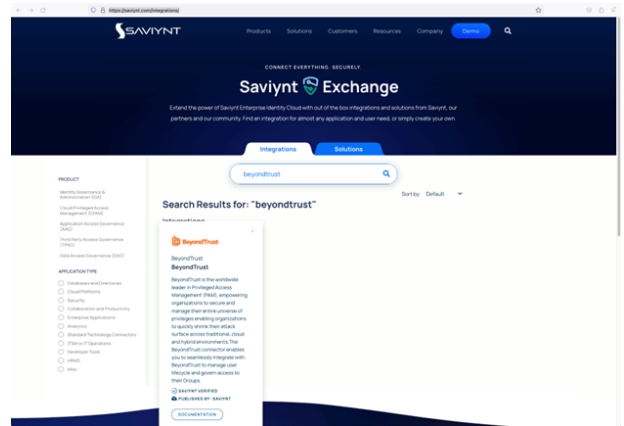 https://saviynt.com/integrations/
SAVIYNT
Products Solutions Customers Resources Company Demo
CONNECT EVERYTHING. SECURELY.
Saviynt Exchange
Extend the power of Saviynt Enterprise Identity Cloud with out of the box integrations and solutions from Saviynt, our
partners and our community. Find an integration for almost any application and user need, or simply create your own.
Integrations Solutions
beyondtrust
Sort by: Default
Search Results for: "beyondtrust"
Integrations
PRODUCT
Identity Governance &
Administration (IGA)
Cloud Privileged Access
Management (CPAM)
Application Access Governance
(AAG)
Third Party Access Governance
(TPAG)
Data Access Governance (DAG)
APPLICATION TYPE
Databases and Directories
Cloud Platforms
Security
Collaboration and Productivity
Enterprise Applications
Analytics
Standard Technology Connectors
ITSM or IT Operations
Developer Tools
HRMS
Misc
BeyondTrust
BeyondTrust
BeyondTrust
BeyondTrust is the worldwide
leader in Privileged Access
Management (PAM), empowering
organizations to secure and
manage their entire universe of
privileges enabling organizations
to quickly shrink their attack
surface across traditional, cloud
and hybrid environments. The
BeyondTrust connector enables
you to seamlessly integrate with
BeyondTrust to manage user
lifecycle and govern access to
their Groups.
SAVIYNT VERIFIED
PUBLISHED BY: SAVIYNT
DOCUMENTATION